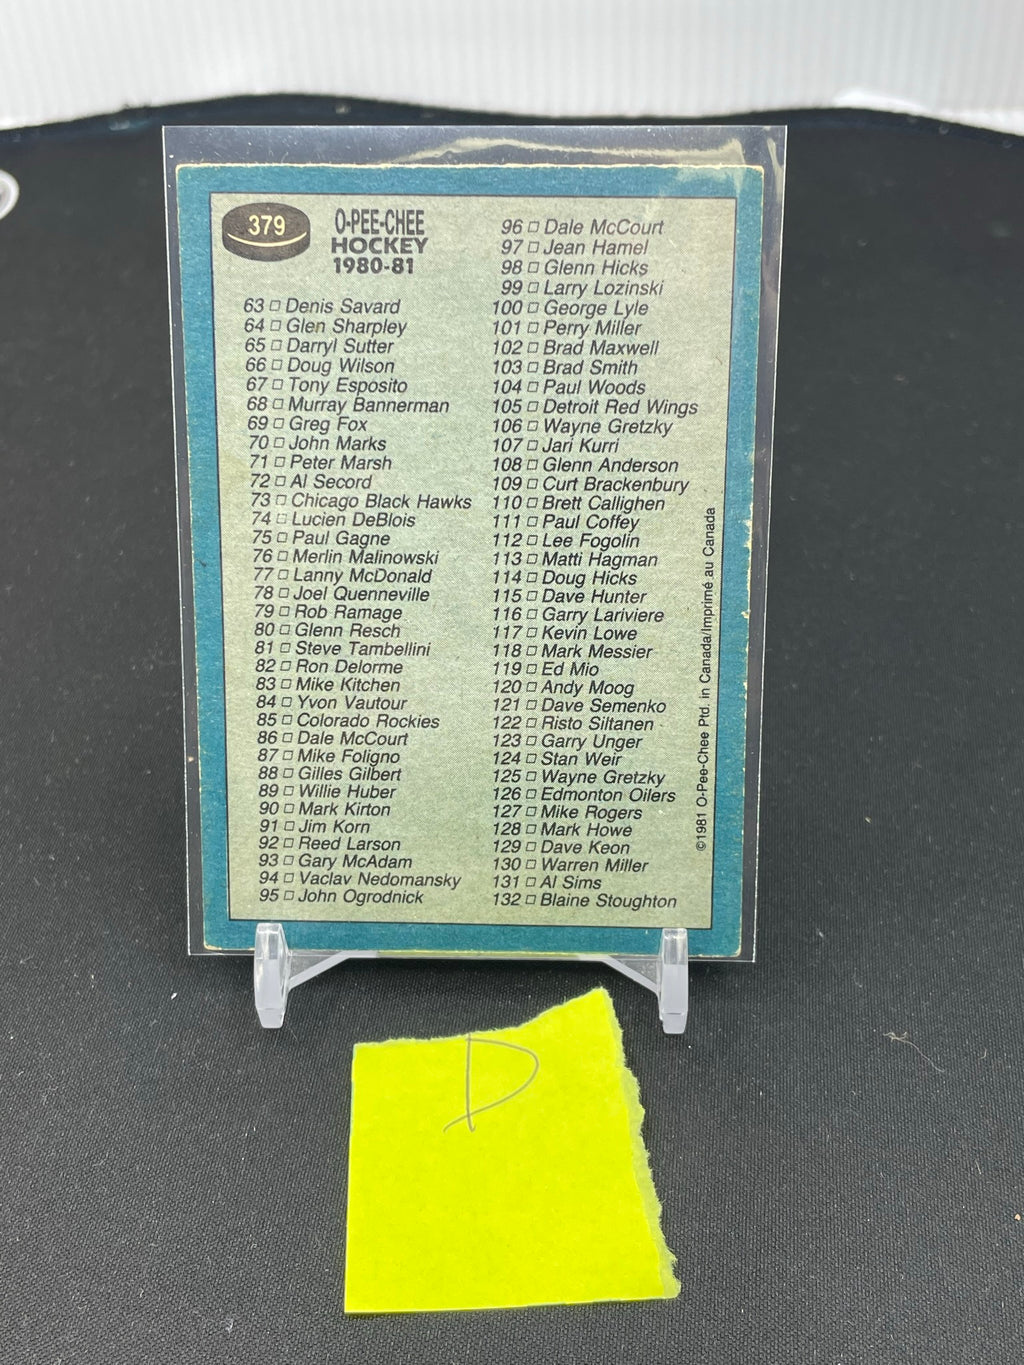 379
O-PEE-CHEE
HOCKEY
1980-81
63 □ Denis Savard
64 □ Glen Sharpley
65 □ Darryl Sutter
66 □ Doug Wilson
67 □ Tony Esposito
68 □ Murray Bannerman
69 □ Greg Fox
70 □ John Marks
71 □ Peter Marsh
72 □ Al Secord
73 □ Chicago Black Hawks
74 □ Lucien DeBlois
75 □ Paul Gagne
76 □ Merlin Malinowski
77 □ Lanny McDonald
78 □ Joel Quenneville
79 □ Rob Ramage
80 □ Glenn Resch
81 □ Steve Tambellini
82 □ Ron Delorme
83 □ Mike Kitchen
84 □ Yvon Vautour
85 □ Colorado Rockies
86 □ Dale McCourt
87 □ Mike Foligno
88 □ Gilles Gilbert
89 □ Willie Huber
90 □ Mark Kirton
91 □ Jim Korn
92 □ Reed Larson
93 □ Gary McAdam
94 □ Vaclav Nedomansky
95 □ John Ogrodnick
96 □ Dale McCourt
97 □ Jean Hamel
98 □ Glenn Hicks
99 □ Larry Lozinski
100 □ George Lyle
101 □ Perry Miller
102 □ Brad Maxwell
103 □ Brad Smith
104 □ Paul Woods
105 □ Detroit Red Wings
106 □ Wayne Gretzky
107 □ Jari Kurri
108 □ Glenn Anderson
109 □ Curt Brackenbury
110 □ Brett Callighen
111 □ Paul Coffey
112 □ Lee Fogolin
113 □ Matti Hagman
114 □ Doug Hicks
115 □ Dave Hunter
116 □ Garry Lariviere
117 □ Kevin Lowe
118 □ Mark Messier
119 □ Ed Mio
120 □ Andy Moog
121 □ Dave Semenko
122 □ Risto Siltanen
123 □ Garry Unger
124 □ Stan Weir
125 □ Wayne Gretzky
126 □ Edmonton Oilers
127 □ Mike Rogers
128 □ Mark Howe
129 □ Dave Keon
130 □ Warren Miller
131 □ Al Sims
132 □ Blaine Stoughton
©1981 O-Pee-Chee Ptd. in Canada/Imprimé au Canada
D